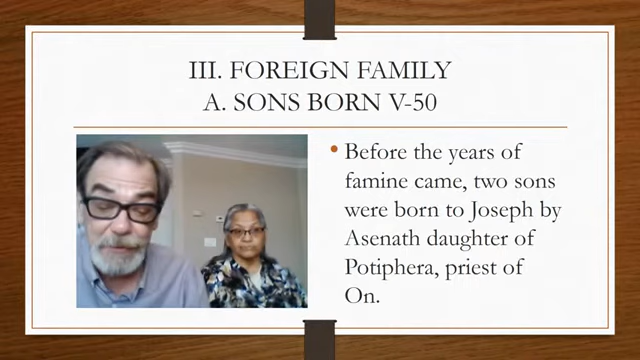 III. FOREIGN FAMILY
A. SONS BORN V-50
• Before the years of
famine came, two sons
were born to Joseph by
Asenath daughter of
Potiphera, priest of
On.